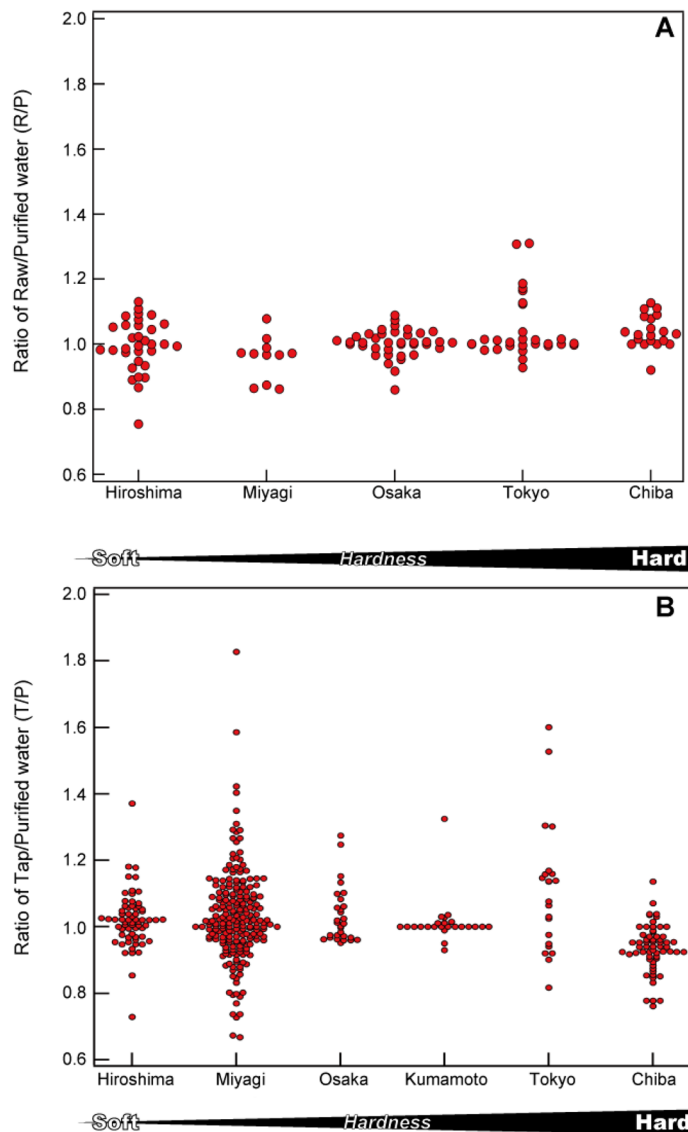 A
2.0
1.8
1.6
1.4
1.2
1.0
0.8
0.6
Ratio of Raw/Purified water (R/P)
Hiroshima Miyagi Osaka Tokyo Chiba
Soft Hardness Hard
B
2.0
1.8
1.6
1.4
1.2
1.0
0.8
0.6
Ratio of Tap/Purified water (T/P)
Hiroshima Miyagi Osaka Kumamoto Tokyo Chiba
Soft Hardness Hard